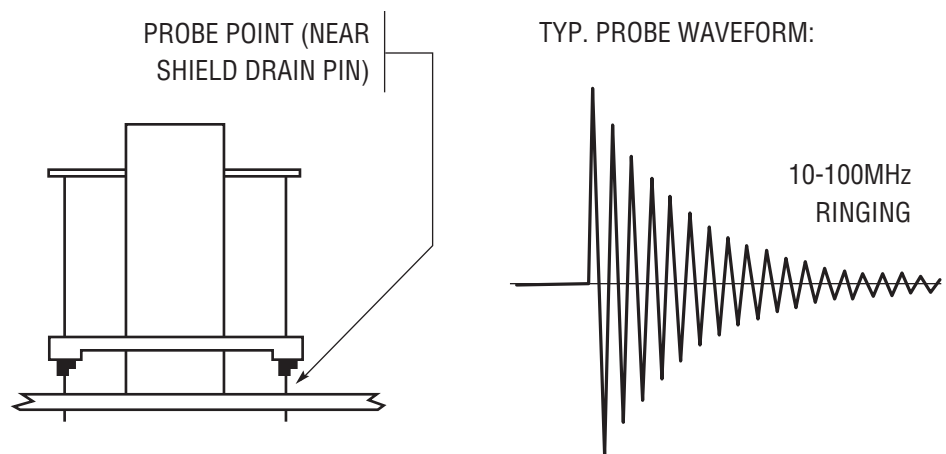 PROBE POINT (NEAR
SHIELD DRAIN PIN)
TYP. PROBE WAVEFORM:
10-100MHz
RINGING